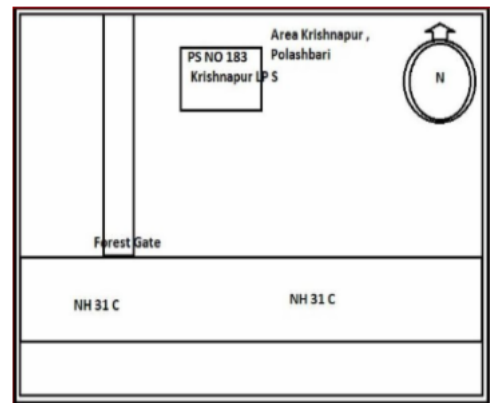 Area Krishnapur ,
Polashbari
PS NO 183
Krishnapur LP S
N
Forest Gate
NH 31 C
NH 31 C